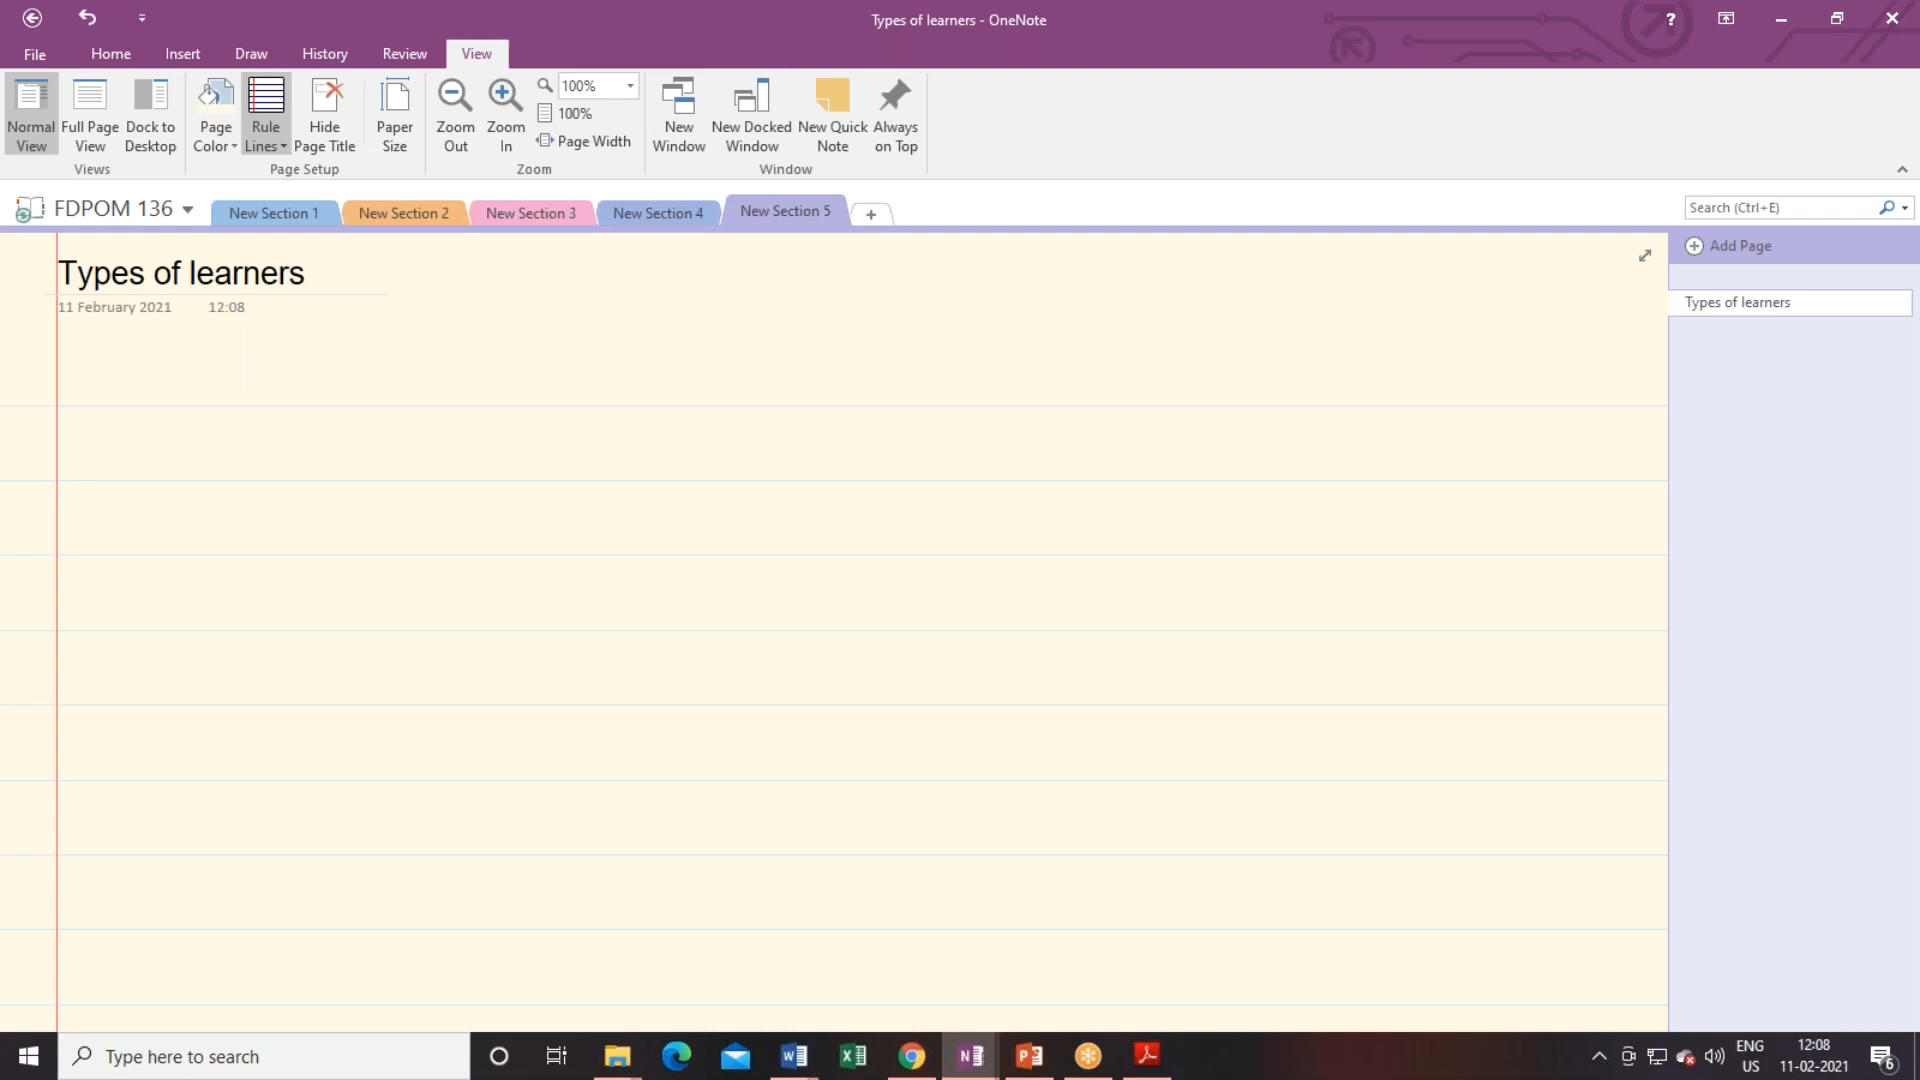 Types of learners - OneNote
?
File Home Insert Draw History Review View
Normal View
Full Page View
Dock to Desktop
Page Color
Rule Lines
Hide Page Title
Paper Size
Zoom Out
Zoom In
100%
100%
Page Width
New Window
New Docked Window
New Quick Note
Always on Top
Views Page Setup Zoom Window
FDPOM 136 New Section 1 New Section 2 New Section 3 New Section 4 New Section 5 +
Search (Ctrl+E)
Add Page
Types of learners
Types of learners
11 February 2021 12:08
Type here to search
ENG
US
12:08
11-02-2021
6